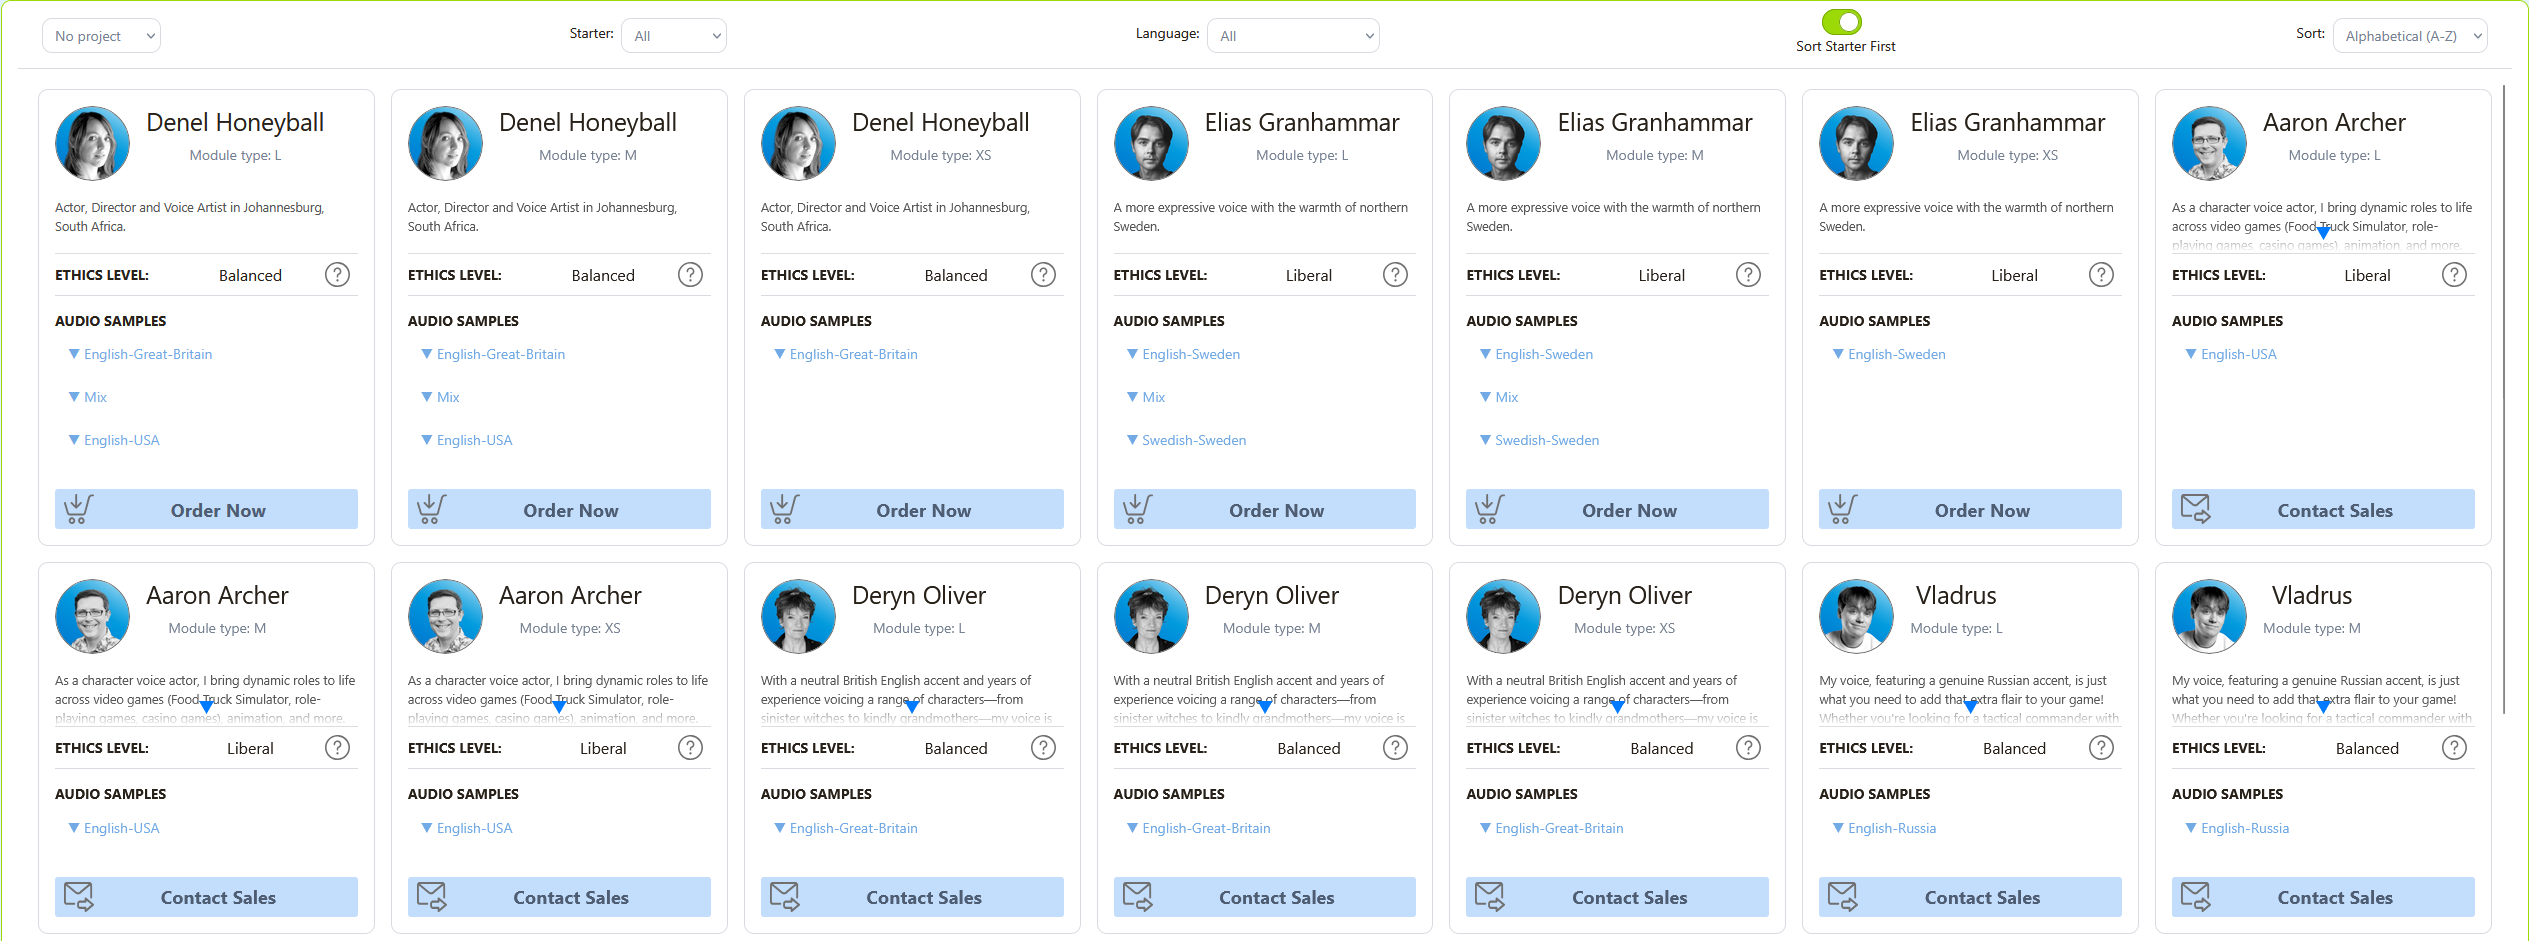 No project
Starter:
All
Language:
All
Sort Starter First
Sort:
Alphabetical (A-Z)
Denel Honeyball
Module type: L
Actor, Director and Voice Artist in Johannesburg,
South Africa.
ETHICS LEVEL:
Balanced
?
AUDIO SAMPLES
English-Great-Britain
Mix
English-USA
Order Now
Denel Honeyball
Module type: M
Actor, Director and Voice Artist in Johannesburg,
South Africa.
ETHICS LEVEL:
Balanced
?
AUDIO SAMPLES
English-Great-Britain
Mix
English-USA
Order Now
Denel Honeyball
Module type: XS
Actor, Director and Voice Artist in Johannesburg,
South Africa.
ETHICS LEVEL:
Balanced
?
AUDIO SAMPLES
English-Great-Britain
Order Now
Elias Granhammar
Module type: L
A more expressive voice with the warmth of northern
Sweden.
ETHICS LEVEL:
Liberal
?
AUDIO SAMPLES
English-Sweden
Mix
Swedish-Sweden
Order Now
Elias Granhammar
Module type: M
A more expressive voice with the warmth of northern
Sweden.
ETHICS LEVEL:
Liberal
?
AUDIO SAMPLES
English-Sweden
Mix
Swedish-Sweden
Order Now
Elias Granhammar
Module type: XS
A more expressive voice with the warmth of northern
Sweden.
ETHICS LEVEL:
Liberal
?
AUDIO SAMPLES
English-Sweden
Order Now
Aaron Archer
Module type: L
As a character voice actor, I bring dynamic roles to life
across video games (Food Truck Simulator, role-
playing games, casino games), animation, and more.
ETHICS LEVEL:
Liberal
?
AUDIO SAMPLES
English-USA
Contact Sales
Aaron Archer
Module type: M
As a character voice actor, I bring dynamic roles to life
across video games (Food Truck Simulator, role-
playing games, casino games), animation, and more.
ETHICS LEVEL:
Liberal
?
AUDIO SAMPLES
English-USA
Contact Sales
Aaron Archer
Module type: XS
As a character voice actor, I bring dynamic roles to life
across video games (Food Truck Simulator, role-
playing games, casino games), animation, and more.
ETHICS LEVEL:
Liberal
?
AUDIO SAMPLES
English-USA
Contact Sales
Deryn Oliver
Module type: L
With a neutral British English accent and years of
experience voicing a range of characters—from
sinister witches to kindly grandmothers—my voice is
ETHICS LEVEL:
Balanced
?
AUDIO SAMPLES
English-Great-Britain
Contact Sales
Deryn Oliver
Module type: M
With a neutral British English accent and years of
experience voicing a range of characters—from
sinister witches to kindly grandmothers—my voice is
ETHICS LEVEL:
Balanced
?
AUDIO SAMPLES
English-Great-Britain
Contact Sales
Deryn Oliver
Module type: XS
With a neutral British English accent and years of
experience voicing a range of characters—from
sinister witches to kindly grandmothers—my voice is
ETHICS LEVEL:
Balanced
?
AUDIO SAMPLES
English-Great-Britain
Contact Sales
Vladrus
Module type: L
My voice, featuring a genuine Russian accent, is just
what you need to add that extra flair to your game!
Whether you're looking for a tactical commander with
ETHICS LEVEL:
Balanced
?
AUDIO SAMPLES
English-Russia
Contact Sales
Vladrus
Module type: M
My voice, featuring a genuine Russian accent, is just
what you need to add that extra flair to your game!
Whether you're looking for a tactical commander with
ETHICS LEVEL:
Balanced
?
AUDIO SAMPLES
English-Russia
Contact Sales